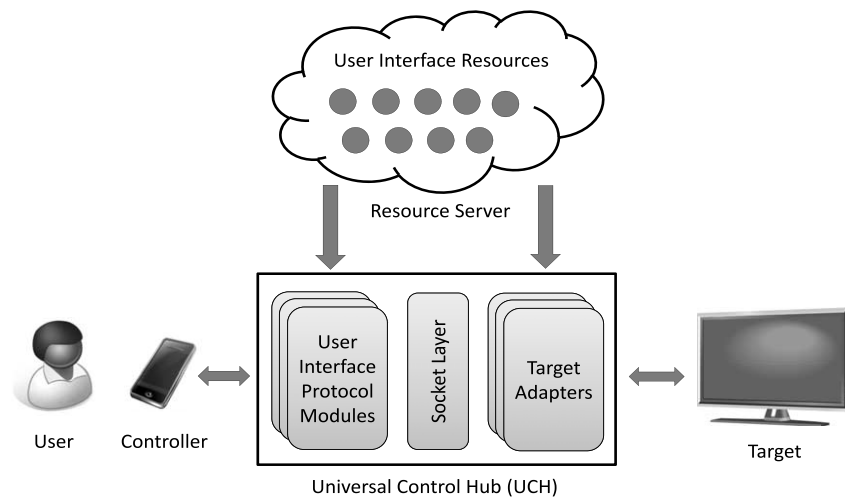 User Interface Resources
Resource Server
User
Interface
Protocol
Modules
Socket Layer
Target
Adapters
User
Controller
Target
Universal Control Hub (UCH)